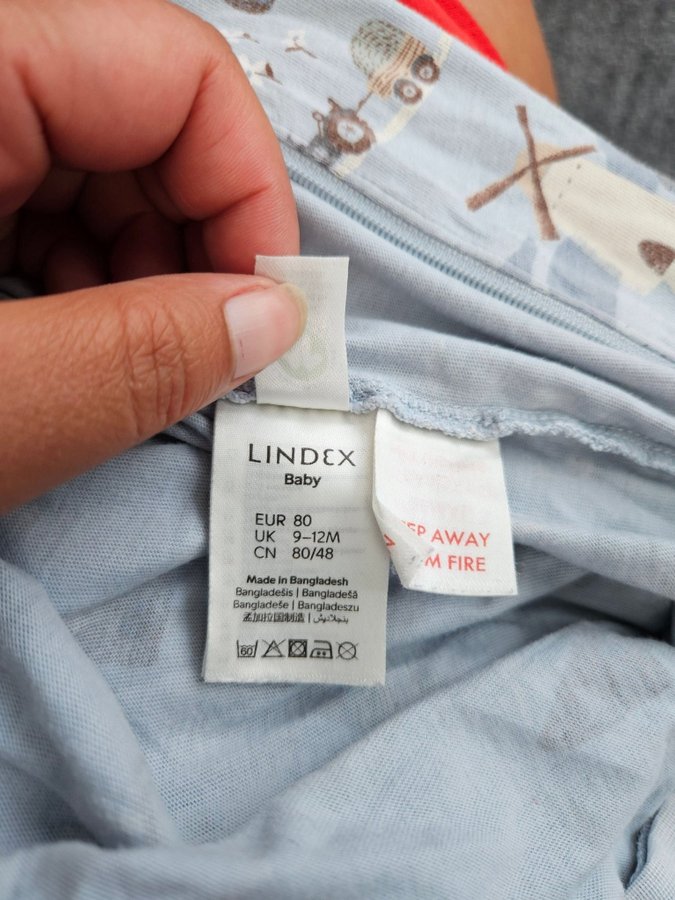 LINDEX
Baby
EUR 80
UK 9–12M
CN 80/48
Made in Bangladesh
Bangladešis | Bangladešā
Bangladeše | Bangladeszu
孟加拉国制造 | بنجلاديش
60
AWAY
FIRE